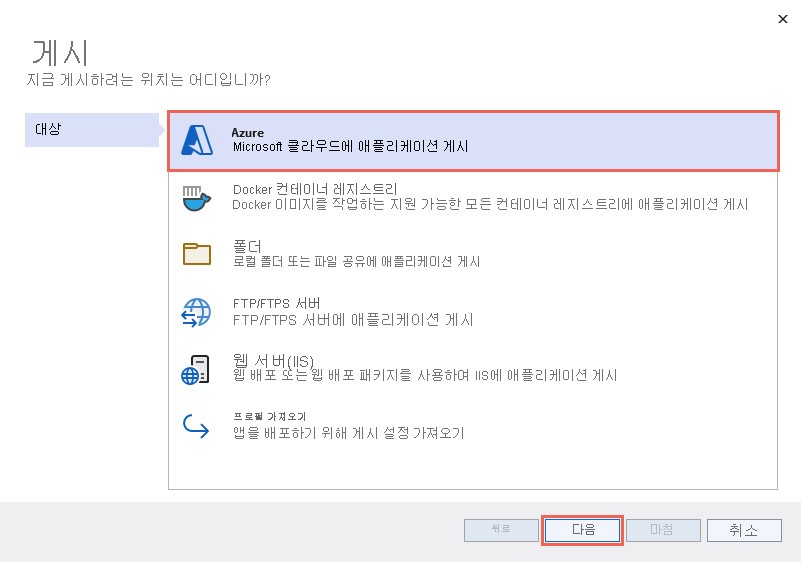 게시
지금 게시하려는 위치는 어디입니까?
대상
Azure
Microsoft 클라우드에 애플리케이션 게시
Docker 컨테이너 레지스트리
Docker 이미지를 작업하는 지원 가능한 모든 컨테이너 레지스트리에 애플리케이션 게시
폴더
로컬 폴더 또는 파일 공유에 애플리케이션 게시
FTP/FTPS 서버
FTP/FTPS 서버에 애플리케이션 게시
웹 서버(IIS)
웹 배포 또는 웹 배포 패키지를 사용하여 IIS에 애플리케이션 게시
프로필 가져오기
앱을 배포하기 위해 게시 설정 가져오기
뒤로
다음
마침
취소